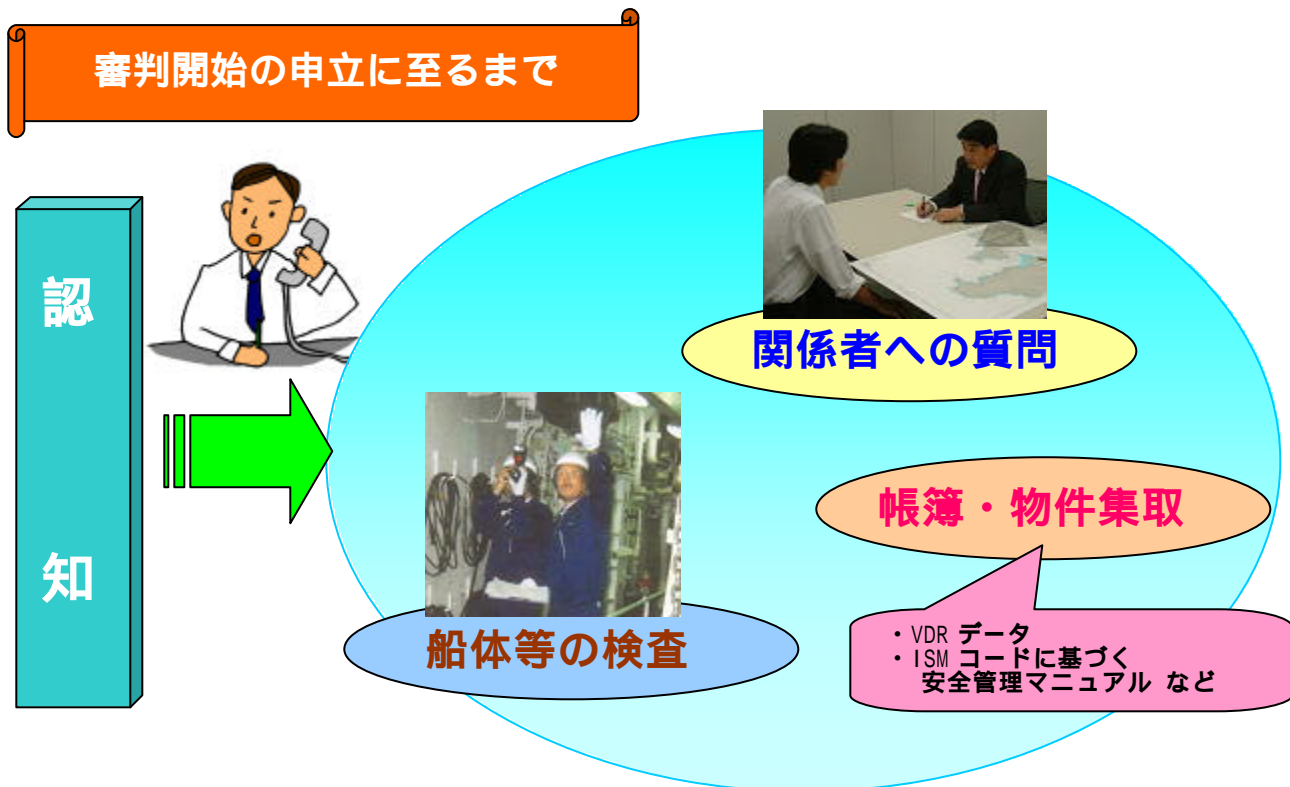 審判開始の申立に至るまで
認知
関係者への質問
帳簿・物件集取
船体等の検査
・VDR データ
・ISM コードに基づく
安全管理マニュアル など